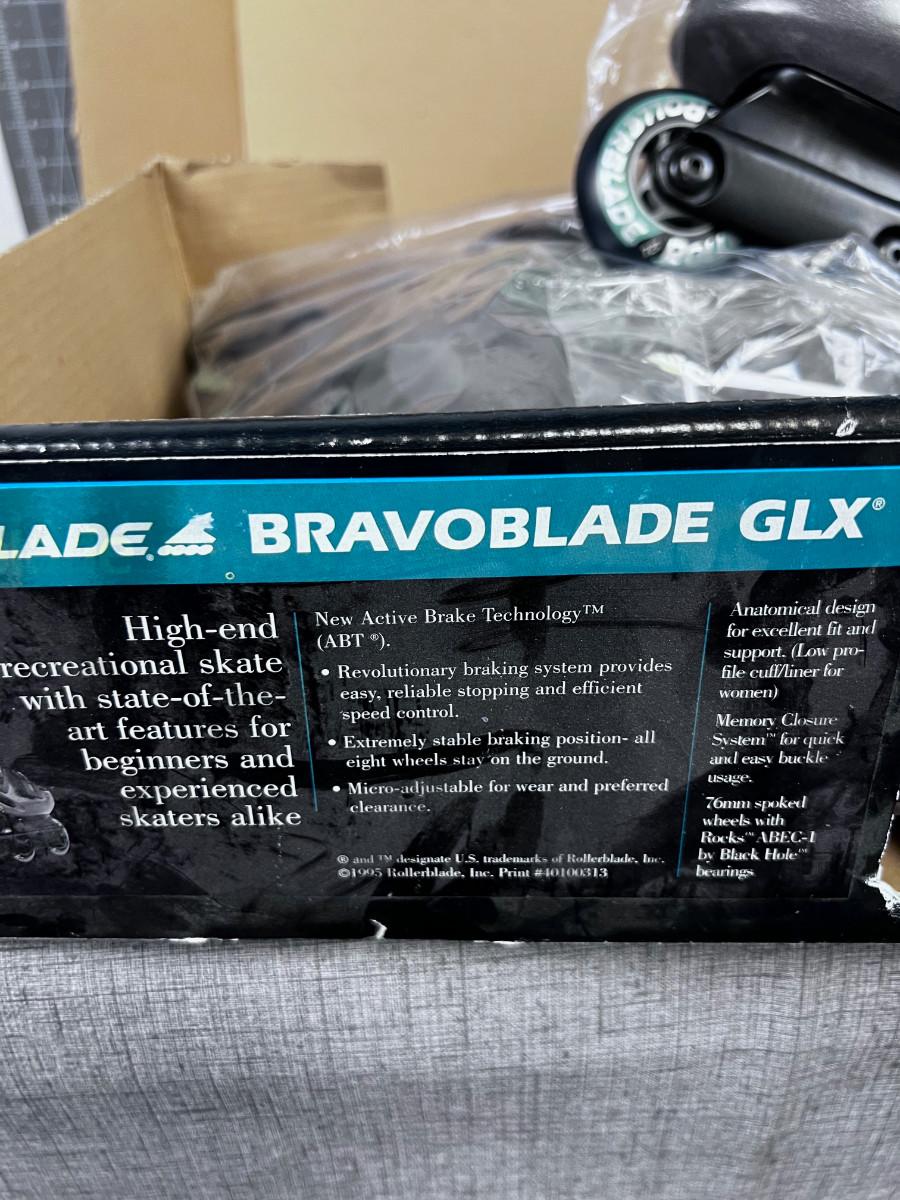 ROLLERBLADE
LADE® BRAVOBLADE GLX®
High-end
recreational skate
with state-of-the-
art features for
beginners and
experienced
skaters alike
New Active Brake Technology™
(ABT ®).
• Revolutionary braking system provides
easy, reliable stopping and efficient
speed control.
• Extremely stable braking position- all
eight wheels stay on the ground.
• Micro-adjustable for wear and preferred
clearance.
® and ™ designate U.S. trademarks of Rollerblade, Inc.
©1995 Rollerblade, Inc. Print #40100313
Anatomical design
for excellent fit and
support. (Low pro-
file cuff/liner for
women)
Memory Closure
System™ for quick
and easy buckle
usage.
76mm spoked
wheels with
Rocks™ ABEC-1
by Black Hole™
bearings